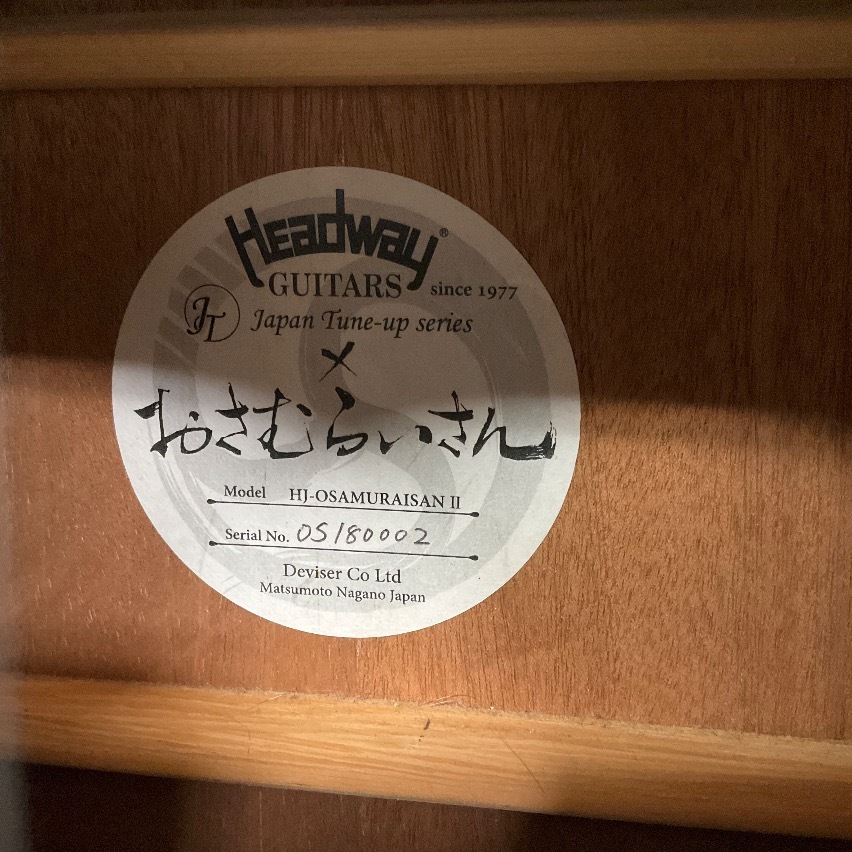 Headway®
GUITARS since 1977
JT Japan Tune-up series
×
おさむらいさん
Model HJ-OSAMURAISAN II
Serial No. OS180002
Deviser Co Ltd
Matsumoto Nagano Japan